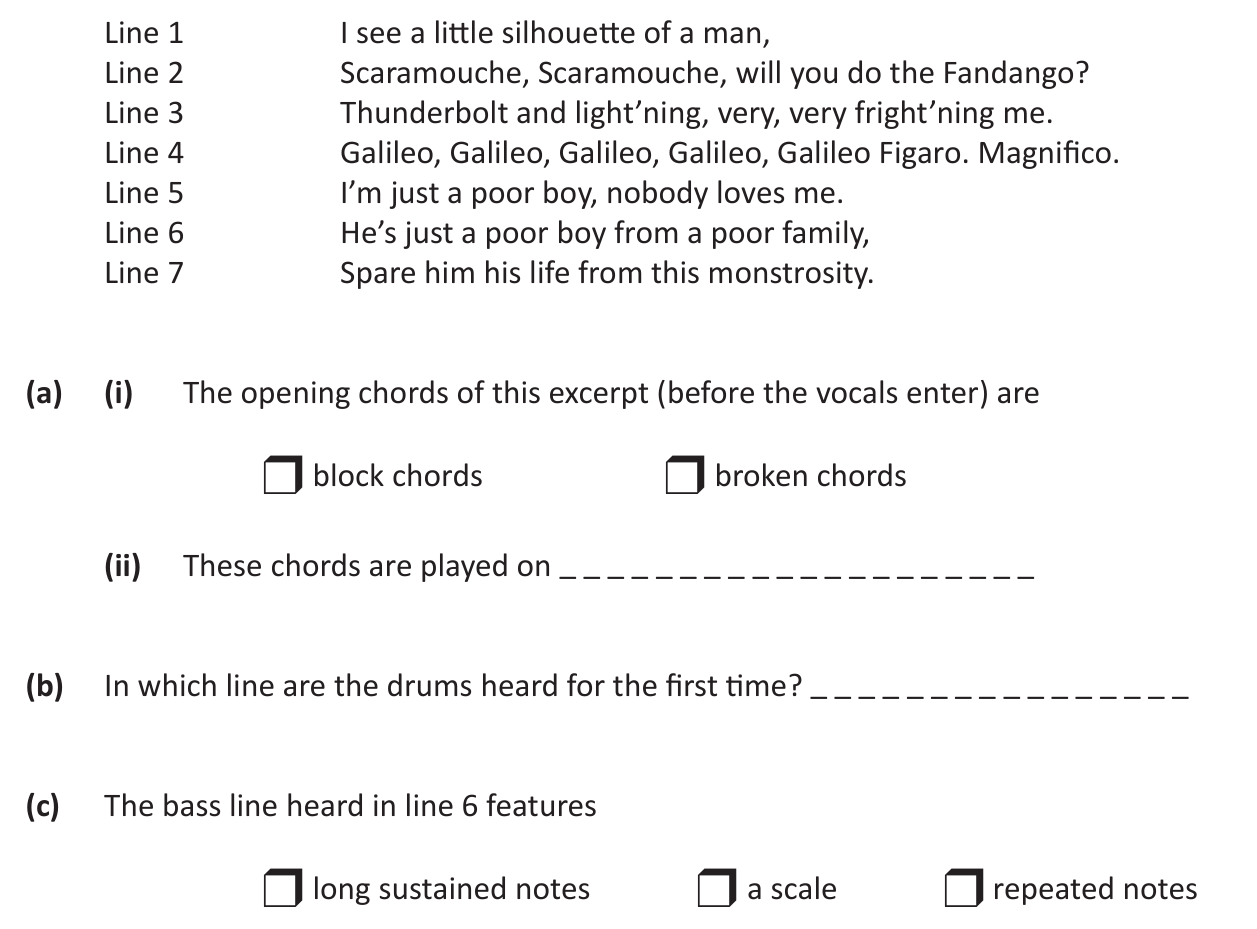 Line 1 I see a little silhouette of a man,
Line 2 Scaramouche, Scaramouche, will you do the Fandango?
Line 3 Thunderbolt and light’ning, very, very fright’ning me.
Line 4 Galileo, Galileo, Galileo, Galileo, Galileo Figaro. Magnifico.
Line 5 I’m just a poor boy, nobody loves me.
Line 6 He’s just a poor boy from a poor family,
Line 7 Spare him his life from this monstrosity.
(a) (i) The opening chords of this excerpt (before the vocals enter) are
block chords broken chords
(ii) These chords are played on _ _ _ _ _ _ _ _ _ _ _ _ _ _ _ _ _ _ _ _
(b) In which line are the drums heard for the first time? _ _ _ _ _ _ _ _ _ _ _ _ _ _ _ _
(c) The bass line heard in line 6 features
long sustained notes a scale repeated notes